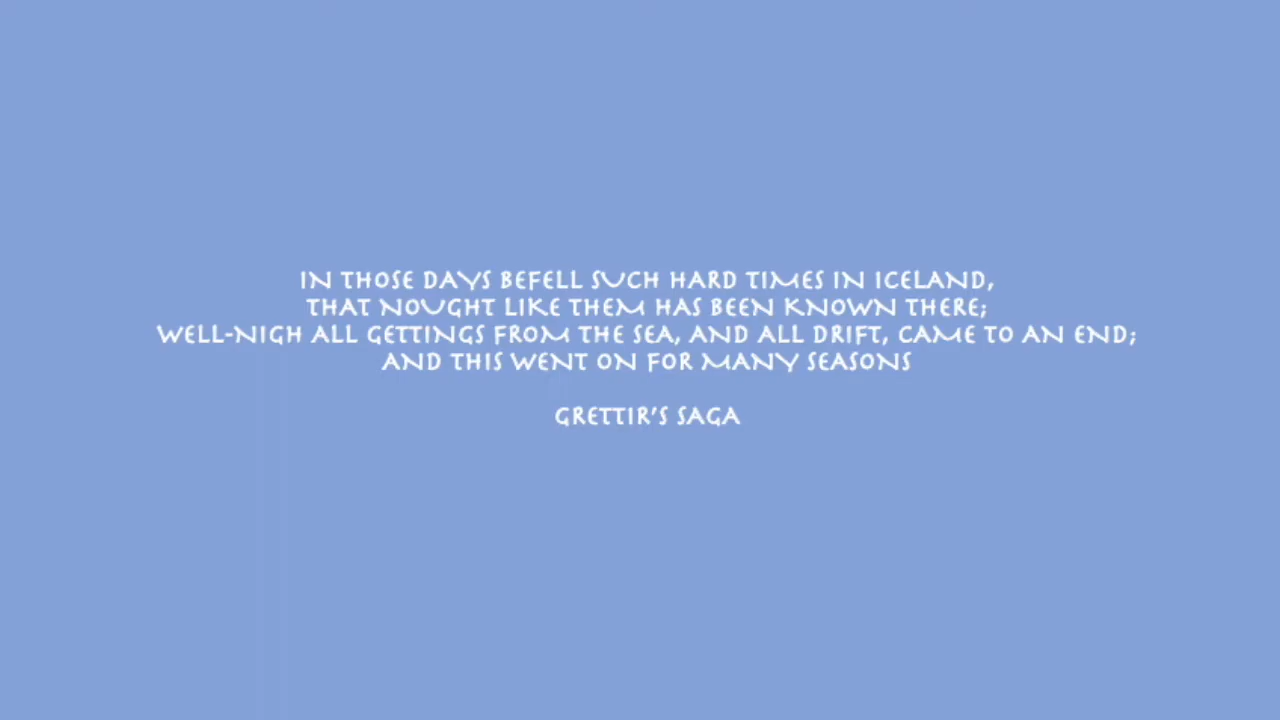 IN THOSE DAYS BEFELL SUCH HARD TIMES IN ICELAND,
THAT NOUGHT LIKE THEM HAS BEEN KNOWN THERE;
WELL-NIGH ALL GETTINGS FROM THE SEA, AND ALL DRIFT, CAME TO AN END;
AND THIS WENT ON FOR MANY SEASONS
GRETTIR'S SAGA